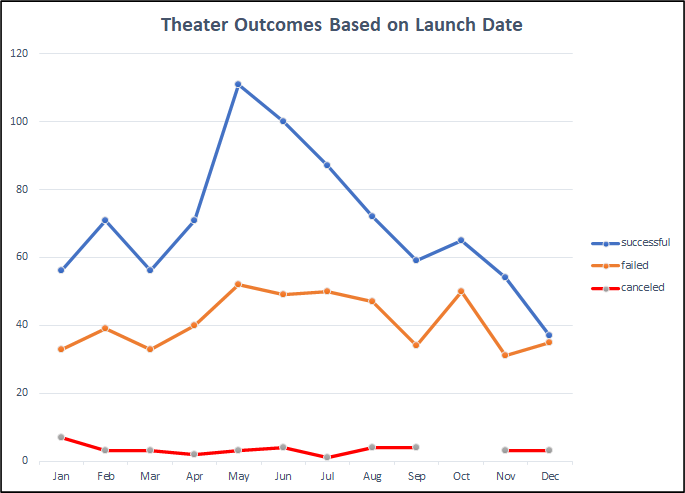 Theater Outcomes Based on Launch Date
120
100
80
60
40
20
0
Jan Feb Mar Apr May Jun Jul Aug Sep Oct Nov Dec
successful
failed
canceled